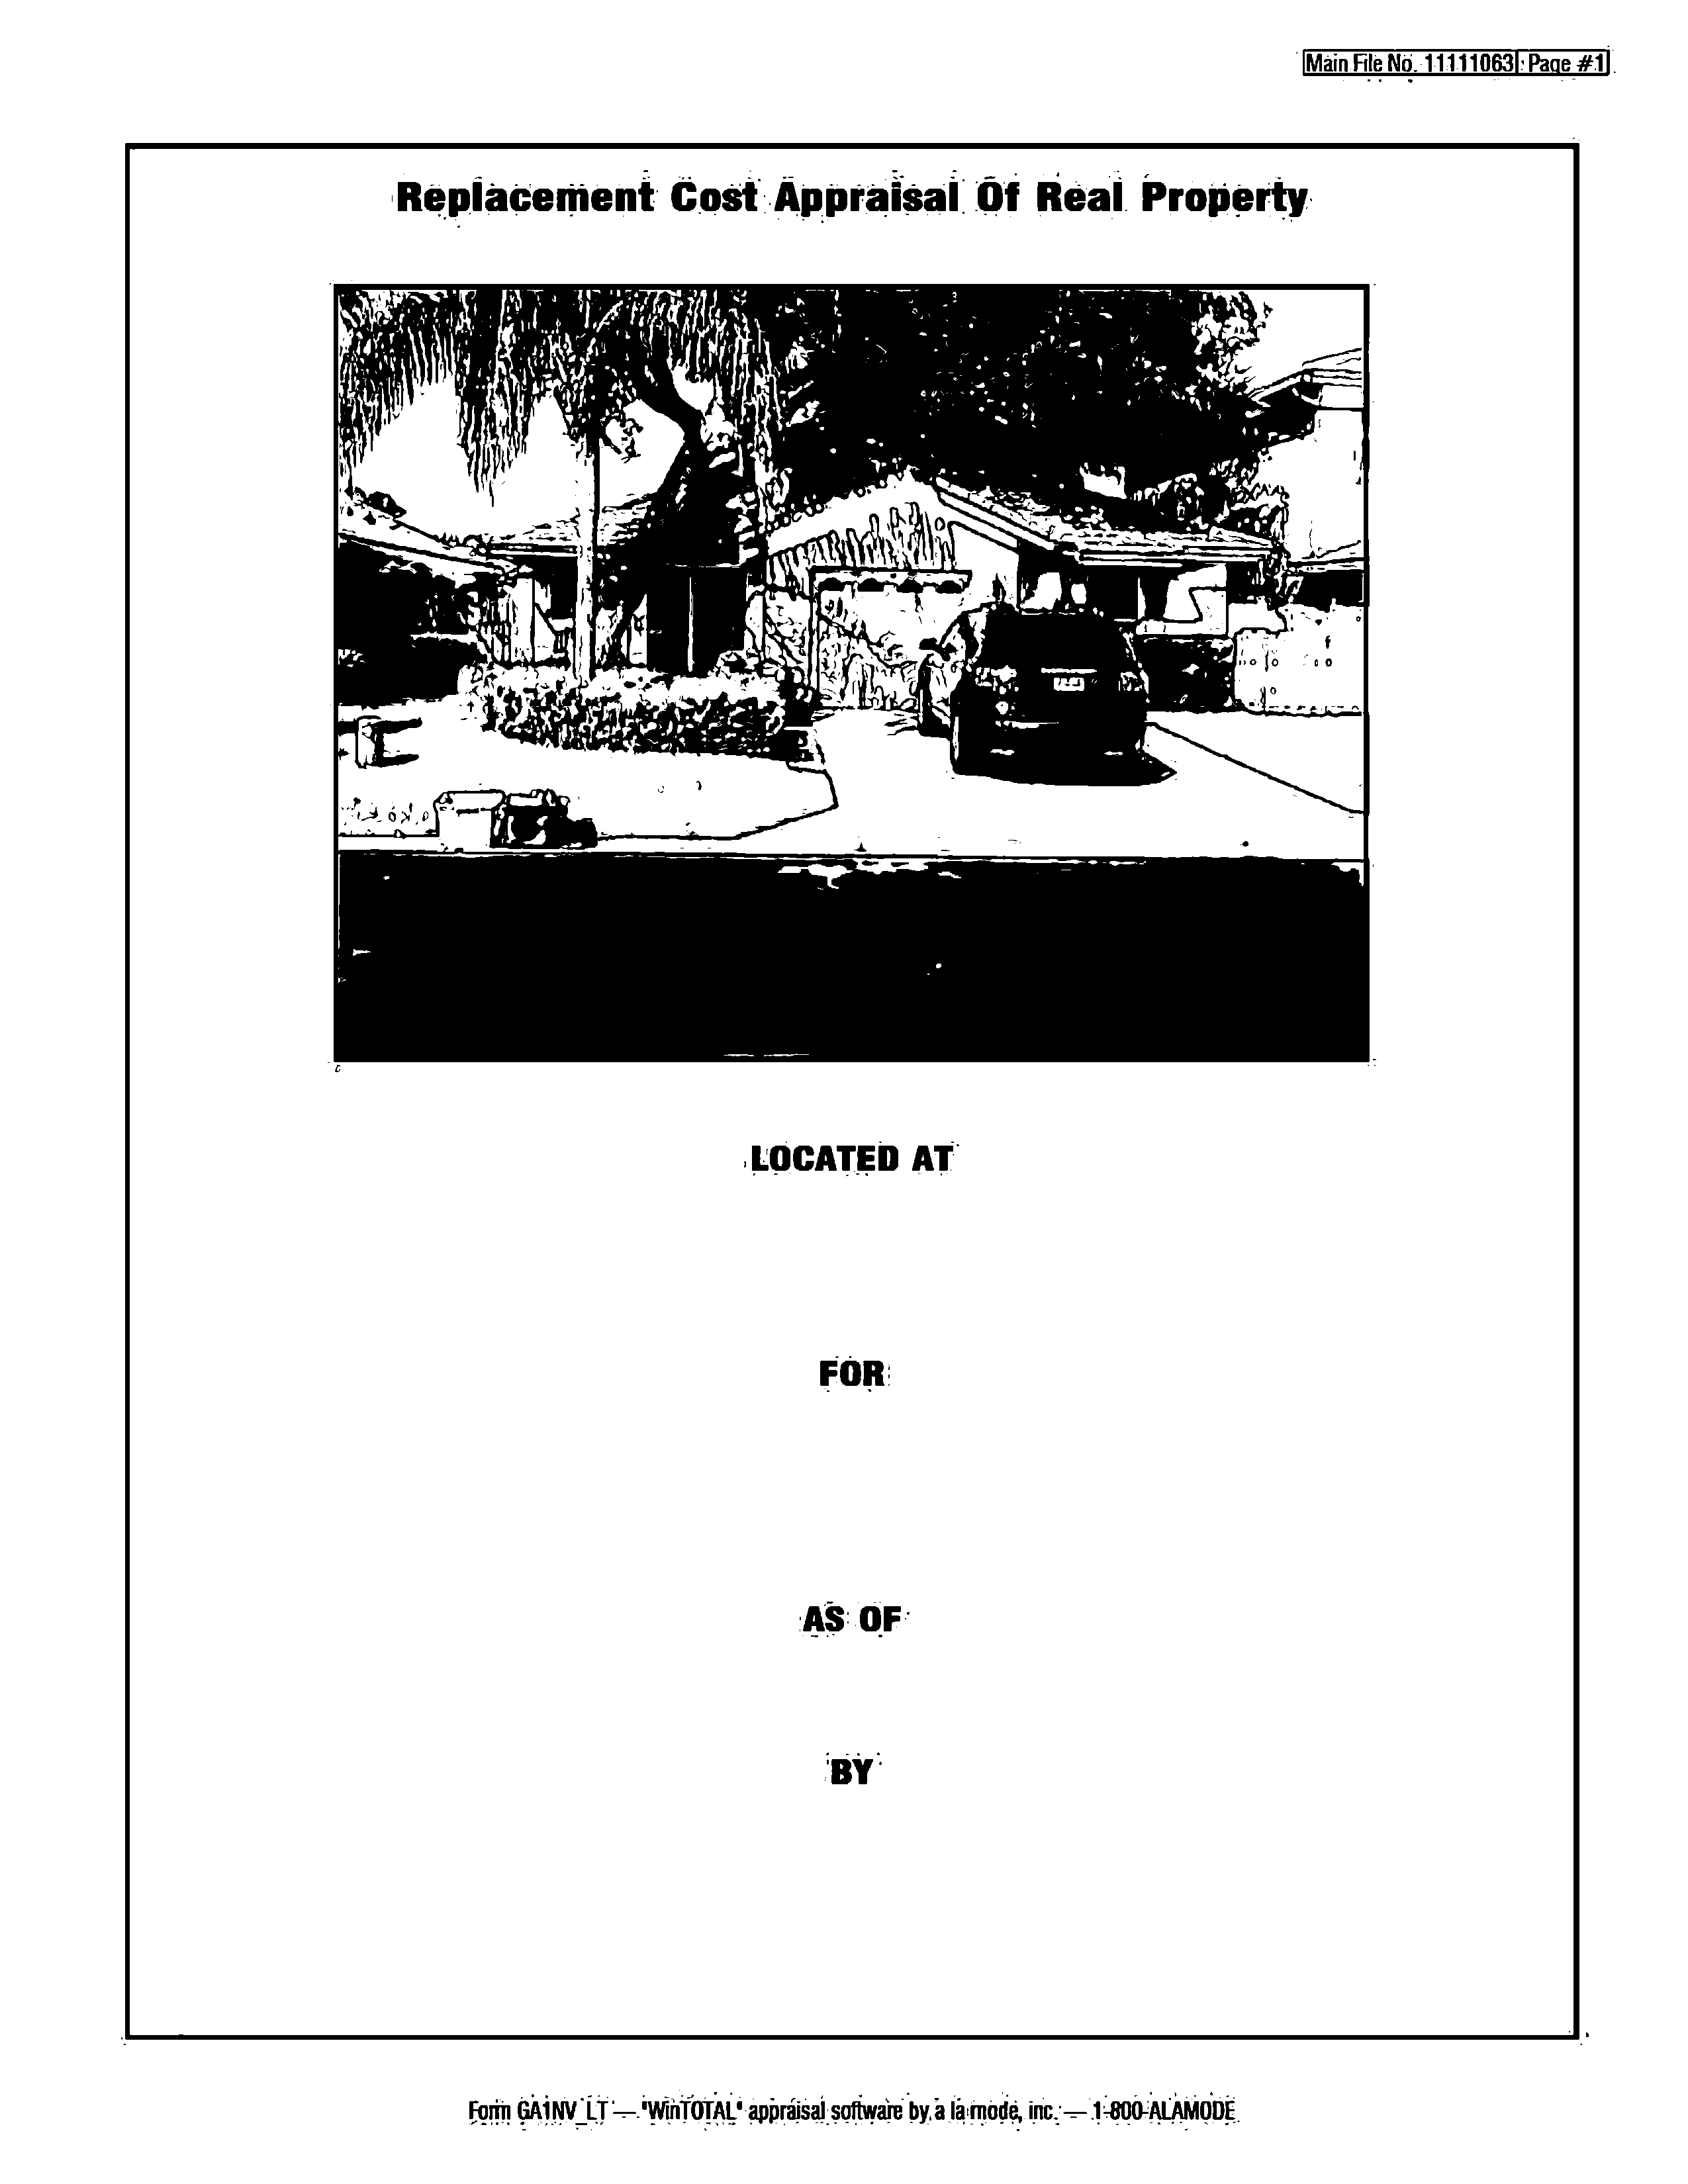 Main File No. 11111063 Page #1
Replacement Cost Appraisal Of Real Property
LOCATED AT
FOR
AS OF
BY
Form GA1NV_LT — "WinTOTAL" appraisal software by a la mode, inc. — 1-800-ALAMODE